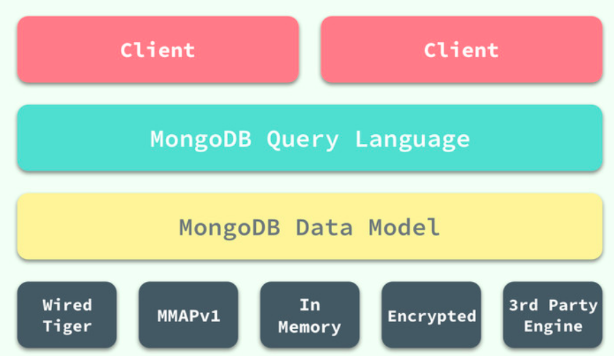 Client
Client
MongoDB Query Language
MongoDB Data Model
Wired
Tiger
MMAPv1
In
Memory
Encrypted
3rd Party
Engine